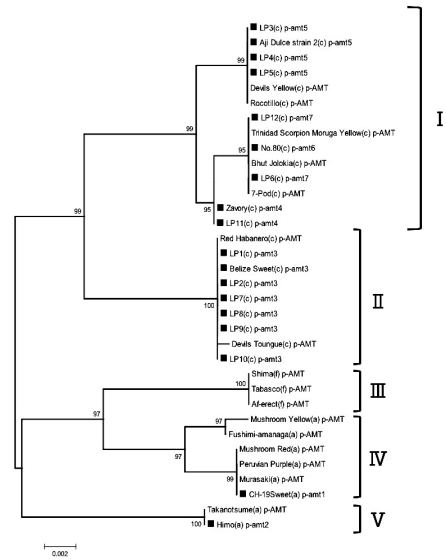 LP3(c) p-amt5
Aji Dulce strain 2(c) p-amt5
LP4(c) p-amt5
LP5(c) p-amt5
Devils Yellow(c) p-AMT
Rocotillo(c) p-AMT
LP12(c) p-amt7
Trinidad Scorpion Moruga Yellow(c) p-AMT
No.80(c) p-amt6
Bhut Jolokia(c) p-AMT
LP6(c) p-amt7
7-Pod(c) p-AMT
Zavory(c) p-amt4
LP11(c) p-amt4
Red Habanero(c) p-AMT
LP1(c) p-amt3
Belize Sweet(c) p-amt3
LP2(c) p-amt3
LP7(c) p-amt3
LP8(c) p-amt3
LP9(c) p-amt3
Devils Toungue(c) p-AMT
LP10(c) p-amt3
Shima(f) p-AMT
Tabasco(f) p-AMT
Af-erect(f) p-AMT
Mushroom Yellow(a) p-AMT
Fushimi-amanaga(a) p-AMT
Mushroom Red(a) p-AMT
Peruvian Purple(a) p-AMT
Murasaki(a) p-AMT
CH-19Sweet(a) p-amt1
Takanotsume(a) p-AMT
Himo(a) p-amt2
99
99
95
95
99
100
100
97
97
97
99
100
I
II
III
IV
V
0.002